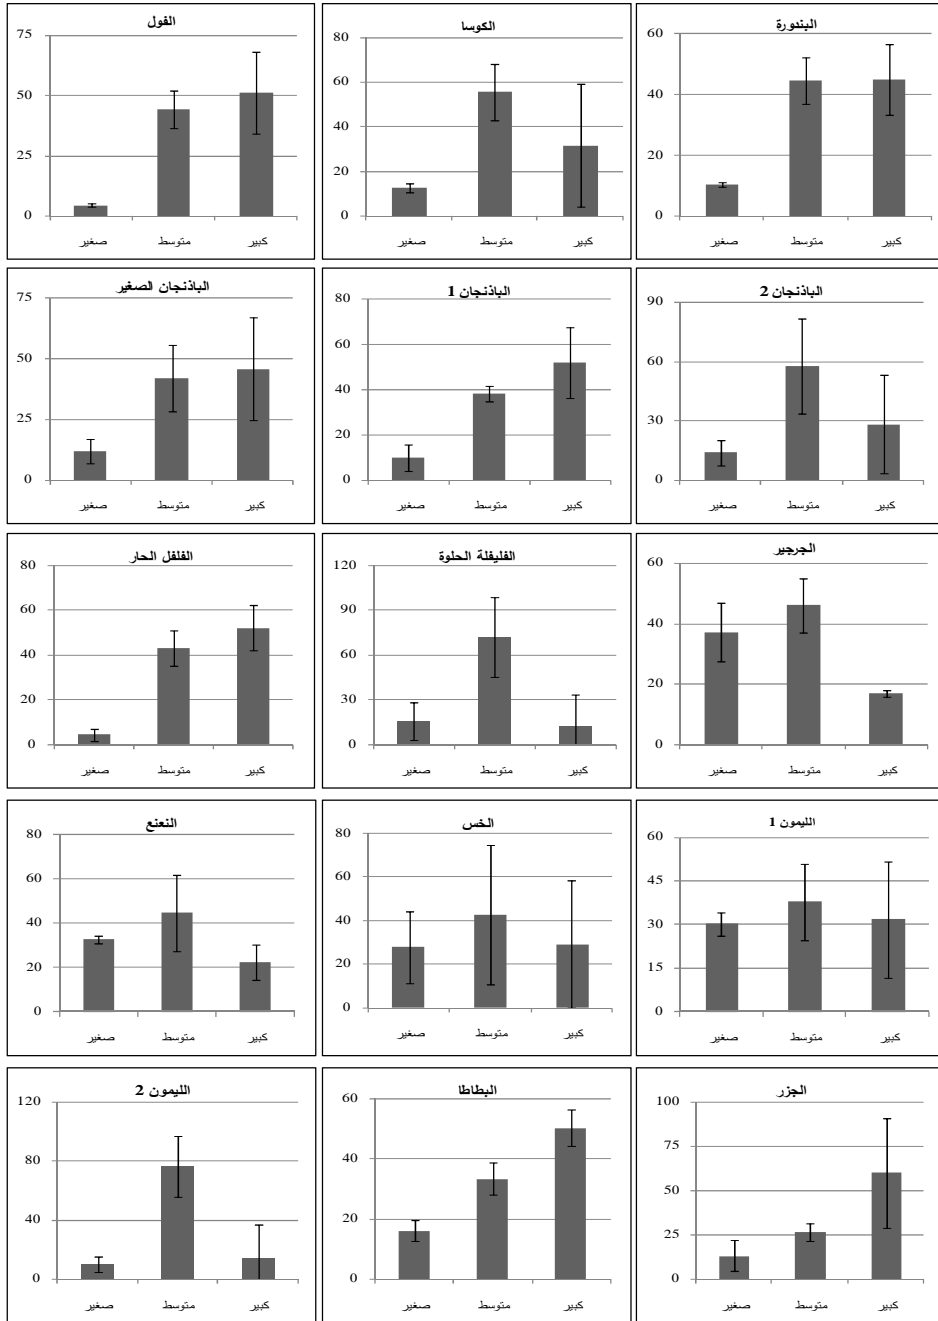 الفول
75
50
25
0
صغير متوسط كبير
الكوسا
80
60
40
20
0
صغير متوسط كبير
البندورة
60
40
20
0
صغير متوسط كبير
الباذنجان الصغير
75
50
25
0
صغير متوسط كبير
الباذنجان 1
80
60
40
20
0
صغير متوسط كبير
الباذنجان 2
90
60
30
0
صغير متوسط كبير
الفلفل الحار
80
60
40
20
0
صغير متوسط كبير
الفليفلة الحلوة
120
90
60
30
0
صغير متوسط كبير
الجرجير
60
40
20
0
صغير متوسط كبير
النعنع
80
60
40
20
0
صغير متوسط كبير
الخس
80
60
40
20
0
صغير متوسط كبير
الليمون 1
60
45
30
15
0
صغير متوسط كبير
الليمون 2
120
80
40
0
صغير متوسط كبير
البطاطا
60
40
20
0
صغير متوسط كبير
الجزر
100
75
50
25
0
صغير متوسط كبير